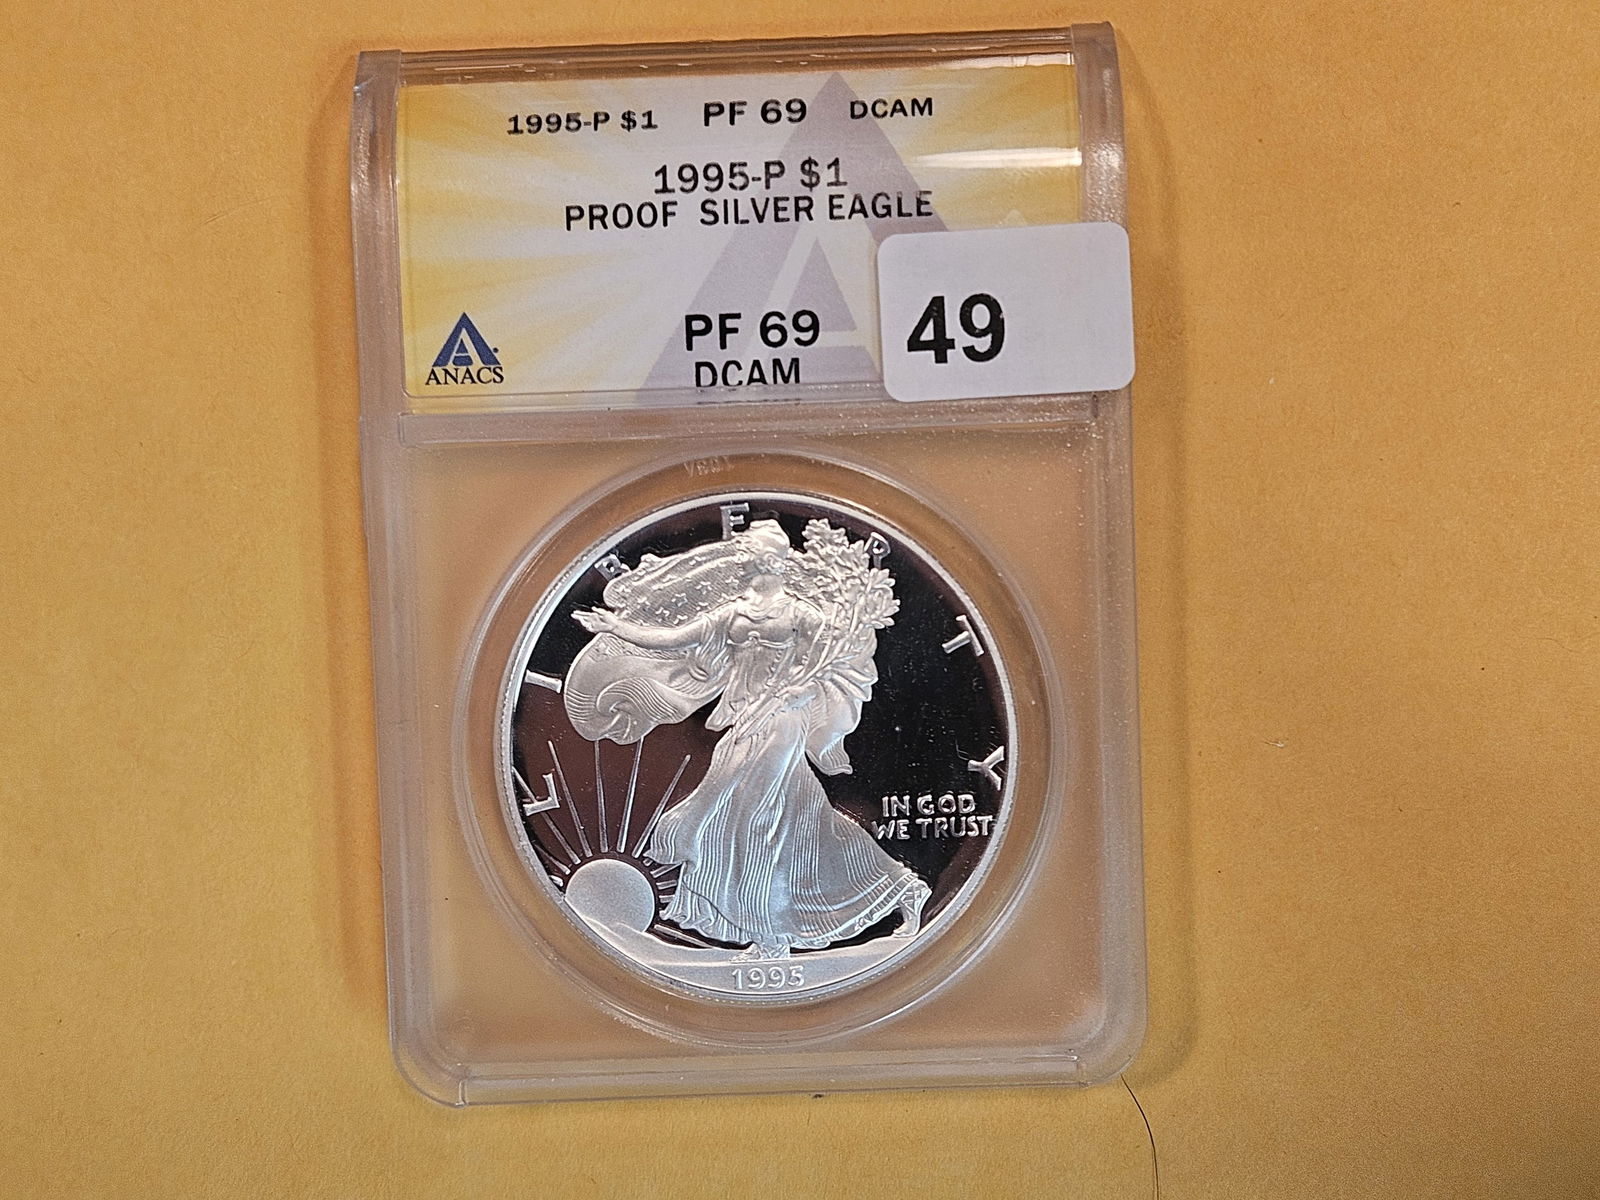 1995-P $1 PF 69 DCAM
1995-P $1
PROOF SILVER EAGLE
49
PF 69
DCAM
ANACS
LIBERTY
IN GOD
WE TRUST
1995